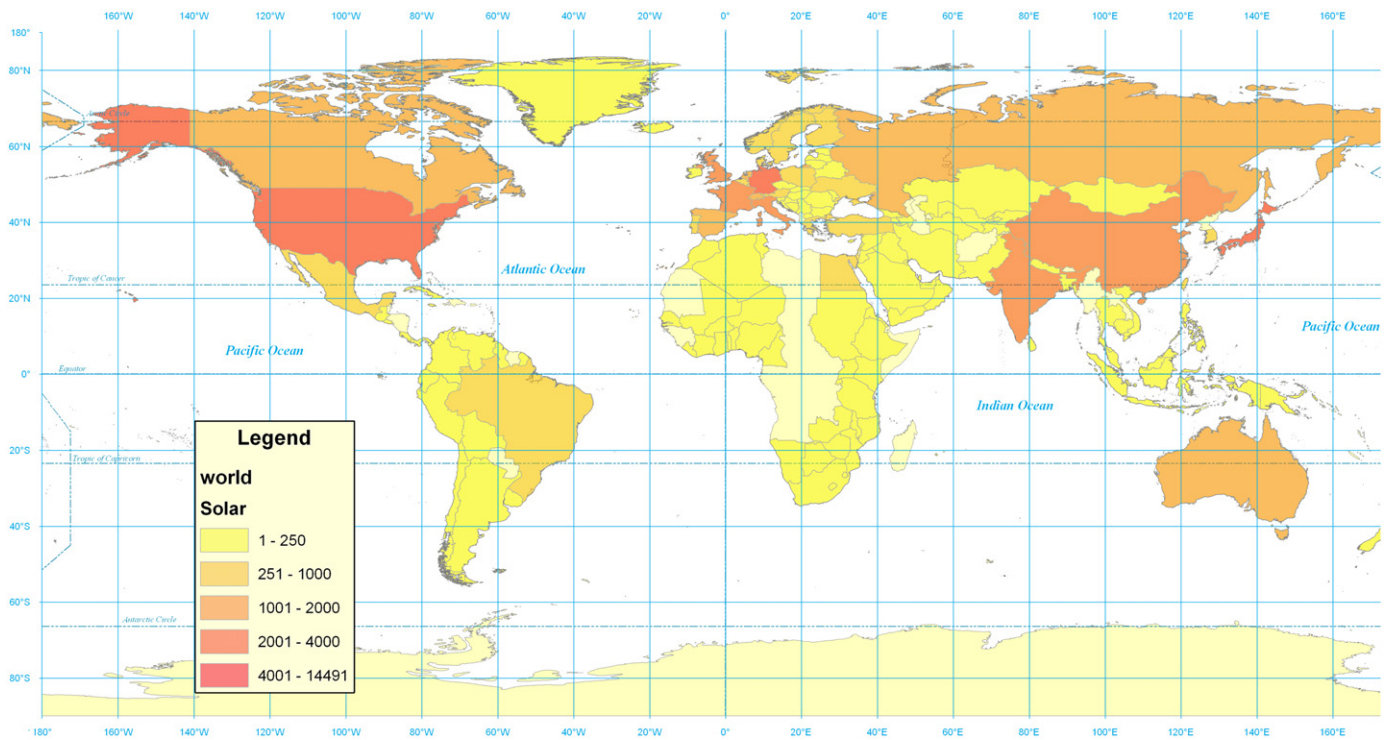 160°W 140°W 120°W 100°W 80°W 60°W 40°W 20°W 0° 20°E 40°E 60°E 80°E 100°E 120°E 140°E 160°E
180°
80°N
Arctic Circle
60°N
40°N
Atlantic Ocean
Tropic of Cancer
20°N
Pacific Ocean
Pacific Ocean
Equator
0°
Indian Ocean
20°S
Tropic of Capricorn
40°S
60°S
Antarctic Circle
80°S
Legend
world
Solar
1 - 250
251 - 1000
1001 - 2000
2001 - 4000
4001 - 14491
180° 160°W 140°W 120°W 100°W 80°W 60°W 40°W 20°W 0° 20°E 40°E 60°E 80°E 100°E 120°E 140°E 160°E